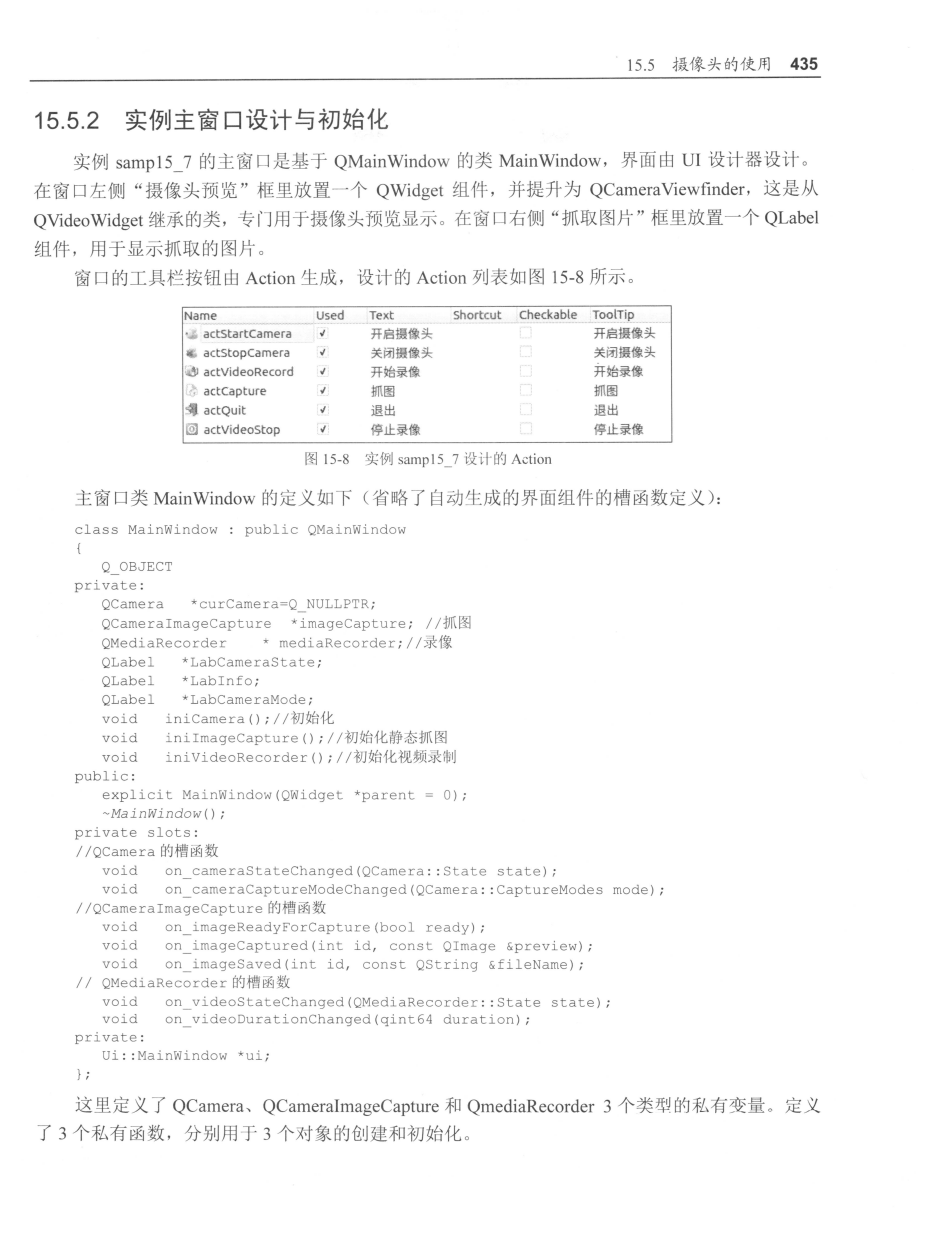 15.5 摄像头的使用 435
15.5.2 实例主窗口设计与初始化
实例 samp15_7 的主窗口是基于 QMainWindow 的类 MainWindow，界面由 UI 设计器设计。
在窗口左侧“摄像头预览”框里放置一个 QWidget 组件，并提升为 QCameraViewfinder，这是从
QVideoWidget 继承的类，专门用于摄像头预览显示。在窗口右侧“抓取图片”框里放置一个 QLabel
组件，用于显示抓取的图片。
窗口的工具栏按钮由 Action 生成，设计的 Action 列表如图 15-8 所示。
Name Used Text Shortcut Checkable ToolTip
actStartCamera ✓ 开启摄像头 开启摄像头
actStopCamera ✓ 关闭摄像头 关闭摄像头
actVideoRecord ✓ 开始录像 开始录像
actCapture ✓ 抓图 抓图
actQuit ✓ 退出 退出
actVideoStop ✓ 停止录像 停止录像
图 15-8 实例 samp15_7 设计的 Action
主窗口类 MainWindow 的定义如下（省略了自动生成的界面组件的槽函数定义）：
class MainWindow : public QMainWindow
{
Q_OBJECT
private:
QCamera *curCamera=Q_NULLPTR;
QCameraImageCapture *imageCapture; //抓图
QMediaRecorder * mediaRecorder;//录像
QLabel *LabCameraState;
QLabel *LabInfo;
QLabel *LabCameraMode;
void iniCamera();//初始化
void iniImageCapture();//初始化静态抓图
void iniVideoRecorder();//初始化视频录制
public:
explicit MainWindow(QWidget *parent = 0);
~MainWindow();
private slots:
//QCamera 的槽函数
void on_cameraStateChanged(QCamera::State state);
void on_cameraCaptureModeChanged(QCamera::CaptureModes mode);
//QCameraImageCapture 的槽函数
void on_imageReadyForCapture(bool ready);
void on_imageCaptured(int id, const QImage &preview);
void on_imageSaved(int id, const QString &fileName);
// QMediaRecorder 的槽函数
void on_videoStateChanged(QMediaRecorder::State state);
void on_videoDurationChanged(qint64 duration);
private:
Ui::MainWindow *ui;
};
这里定义了 QCamera、QCameraImageCapture 和 QmediaRecorder 3 个类型的私有变量。定义
了 3 个私有函数，分别用于 3 个对象的创建和初始化。